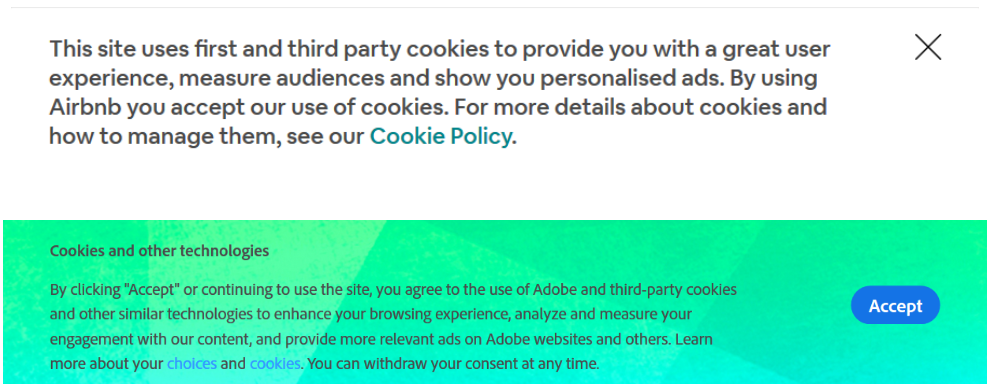 This site uses first and third party cookies to provide you with a great user
experience, measure audiences and show you personalised ads. By using
Airbnb you accept our use of cookies. For more details about cookies and
how to manage them, see our Cookie Policy.
Cookies and other technologies
By clicking "Accept" or continuing to use the site, you agree to the use of Adobe and third-party cookies
and other similar technologies to enhance your browsing experience, analyze and measure your
engagement with our content, and provide more relevant ads on Adobe websites and others. Learn
more about your choices and cookies. You can withdraw your consent at any time.
Accept